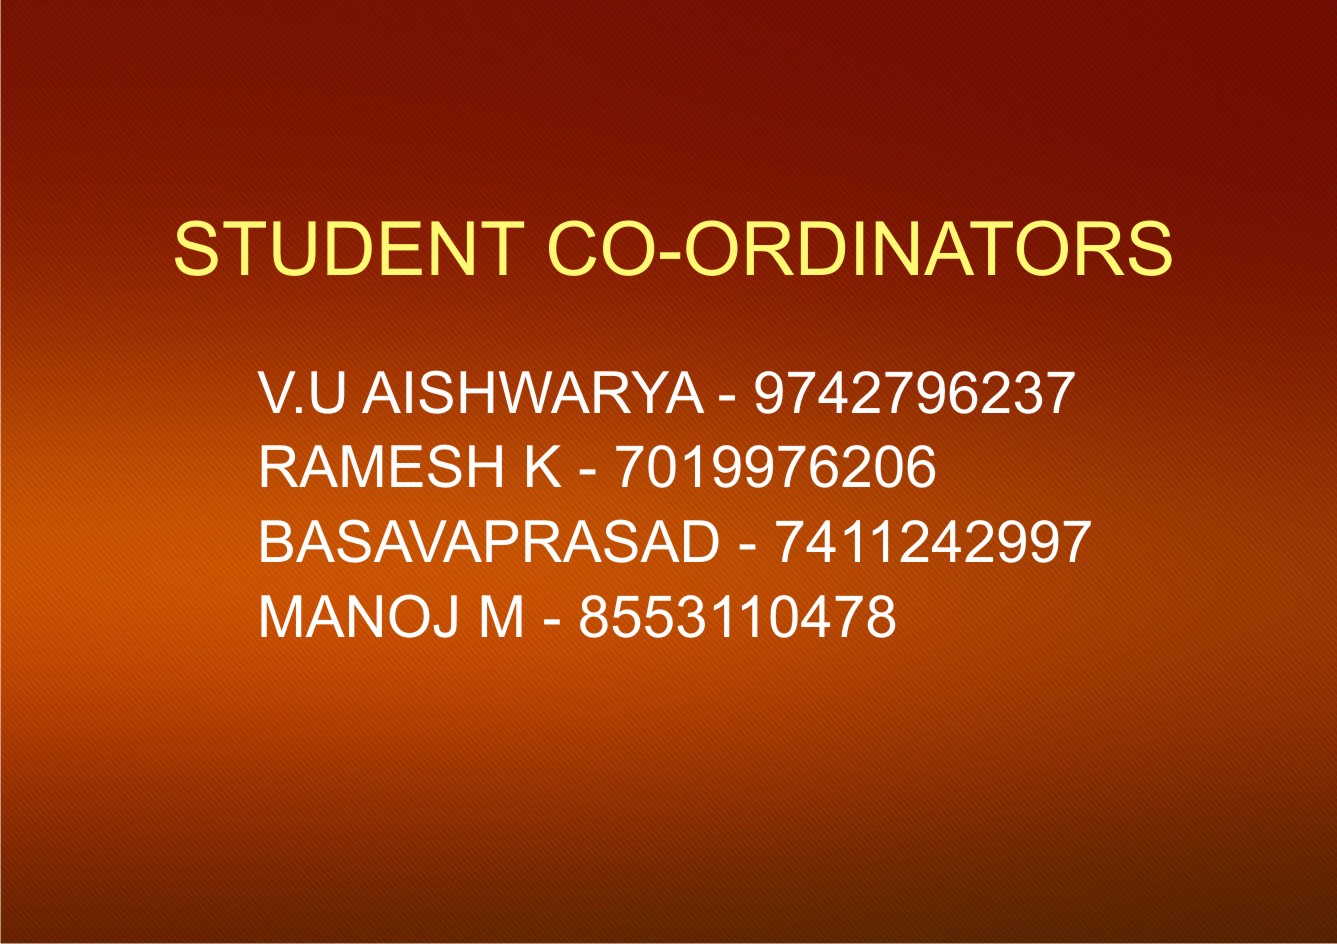 STUDENT CO-ORDINATORS
V.U AISHWARYA - 9742796237
RAMESH K - 7019976206
BASAVAPRASAD - 7411242997
MANOJ M - 8553110478